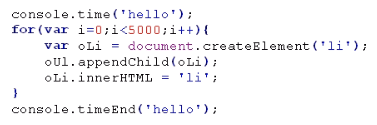 console.time('hello');
for(var i=0;i<5000;i++){
    var oLi = document.createElement('li');
    oUl.appendChild(oLi);
    oLi.innerHTML = 'li';
}
console.timeEnd('hello');